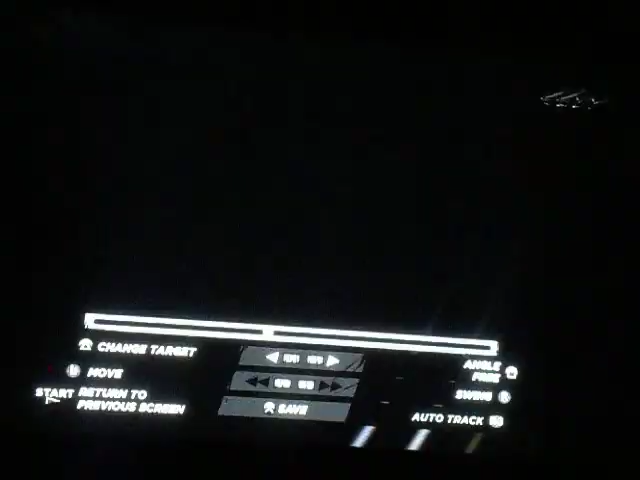 CHANGE TARGET
MOVE
START RETURN TO
PREVIOUS SCREEN
SAVE
ANGLE
FREE
SWING
AUTO TRACK